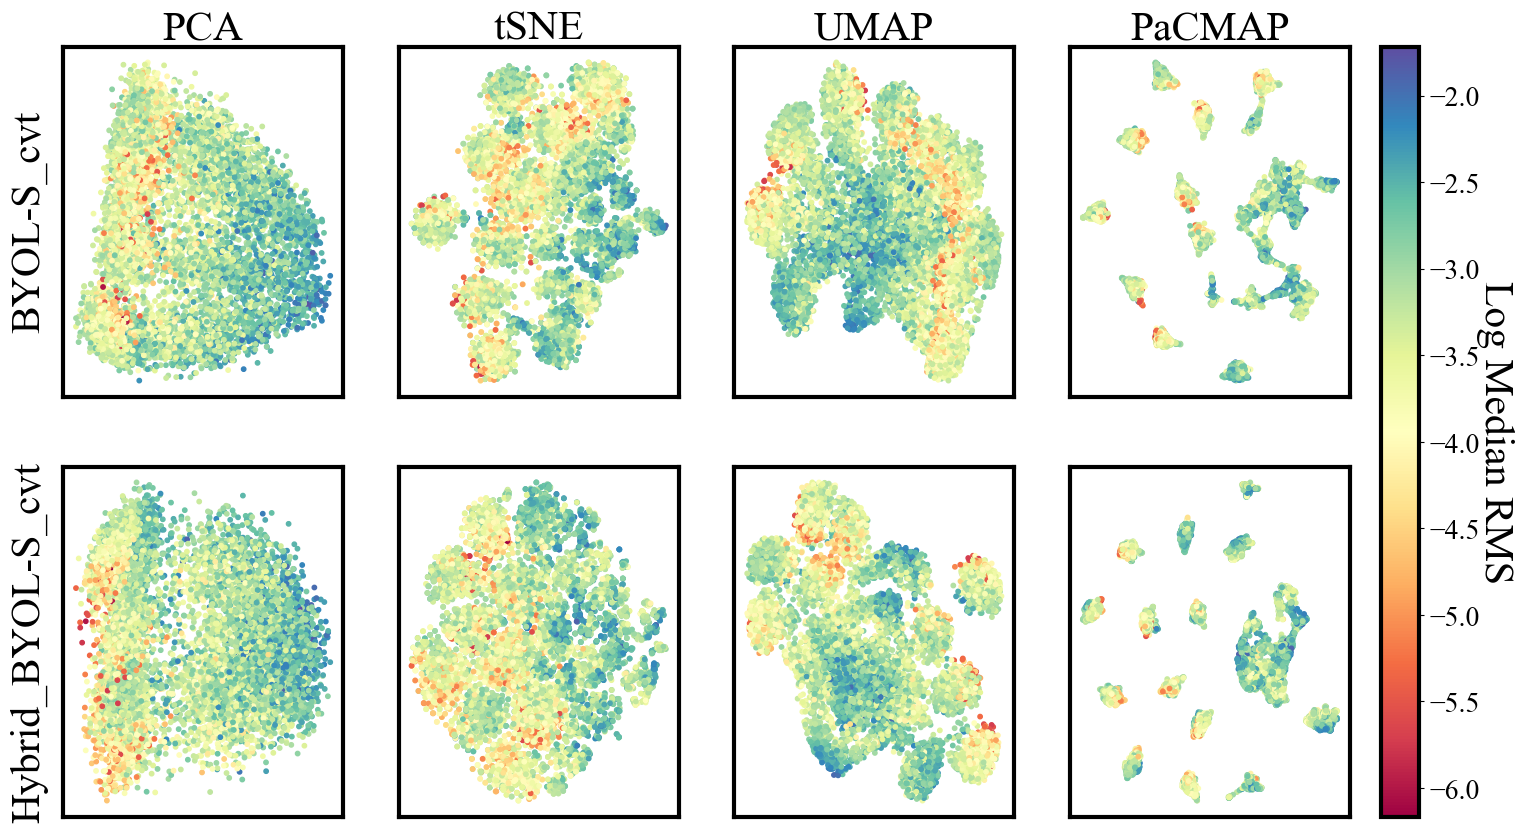 PCA
tSNE
UMAP
PaCMAP
BYOL-S_cvt
Hybrid_BYOL-S_cvt
−2.0
−2.5
−3.0
−3.5
−4.0
−4.5
−5.0
−5.5
−6.0
Log Median RMS